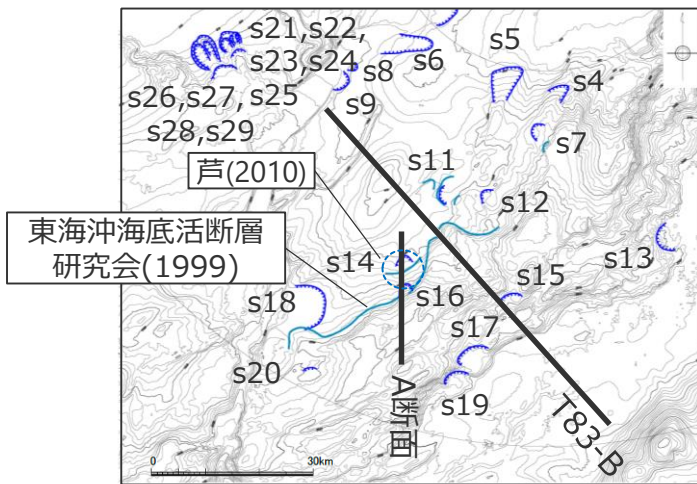 s21,s22,
s23,s24
s26,s27, s25
s28,s29
s8
s6
s9
s5
s4
s7
芦(2010)
s11
s12
東海沖海底活断層
研究会(1999)
s14
s13
s15
s16
s18
s17
s20
s19
A断面
T83-B
0
30km